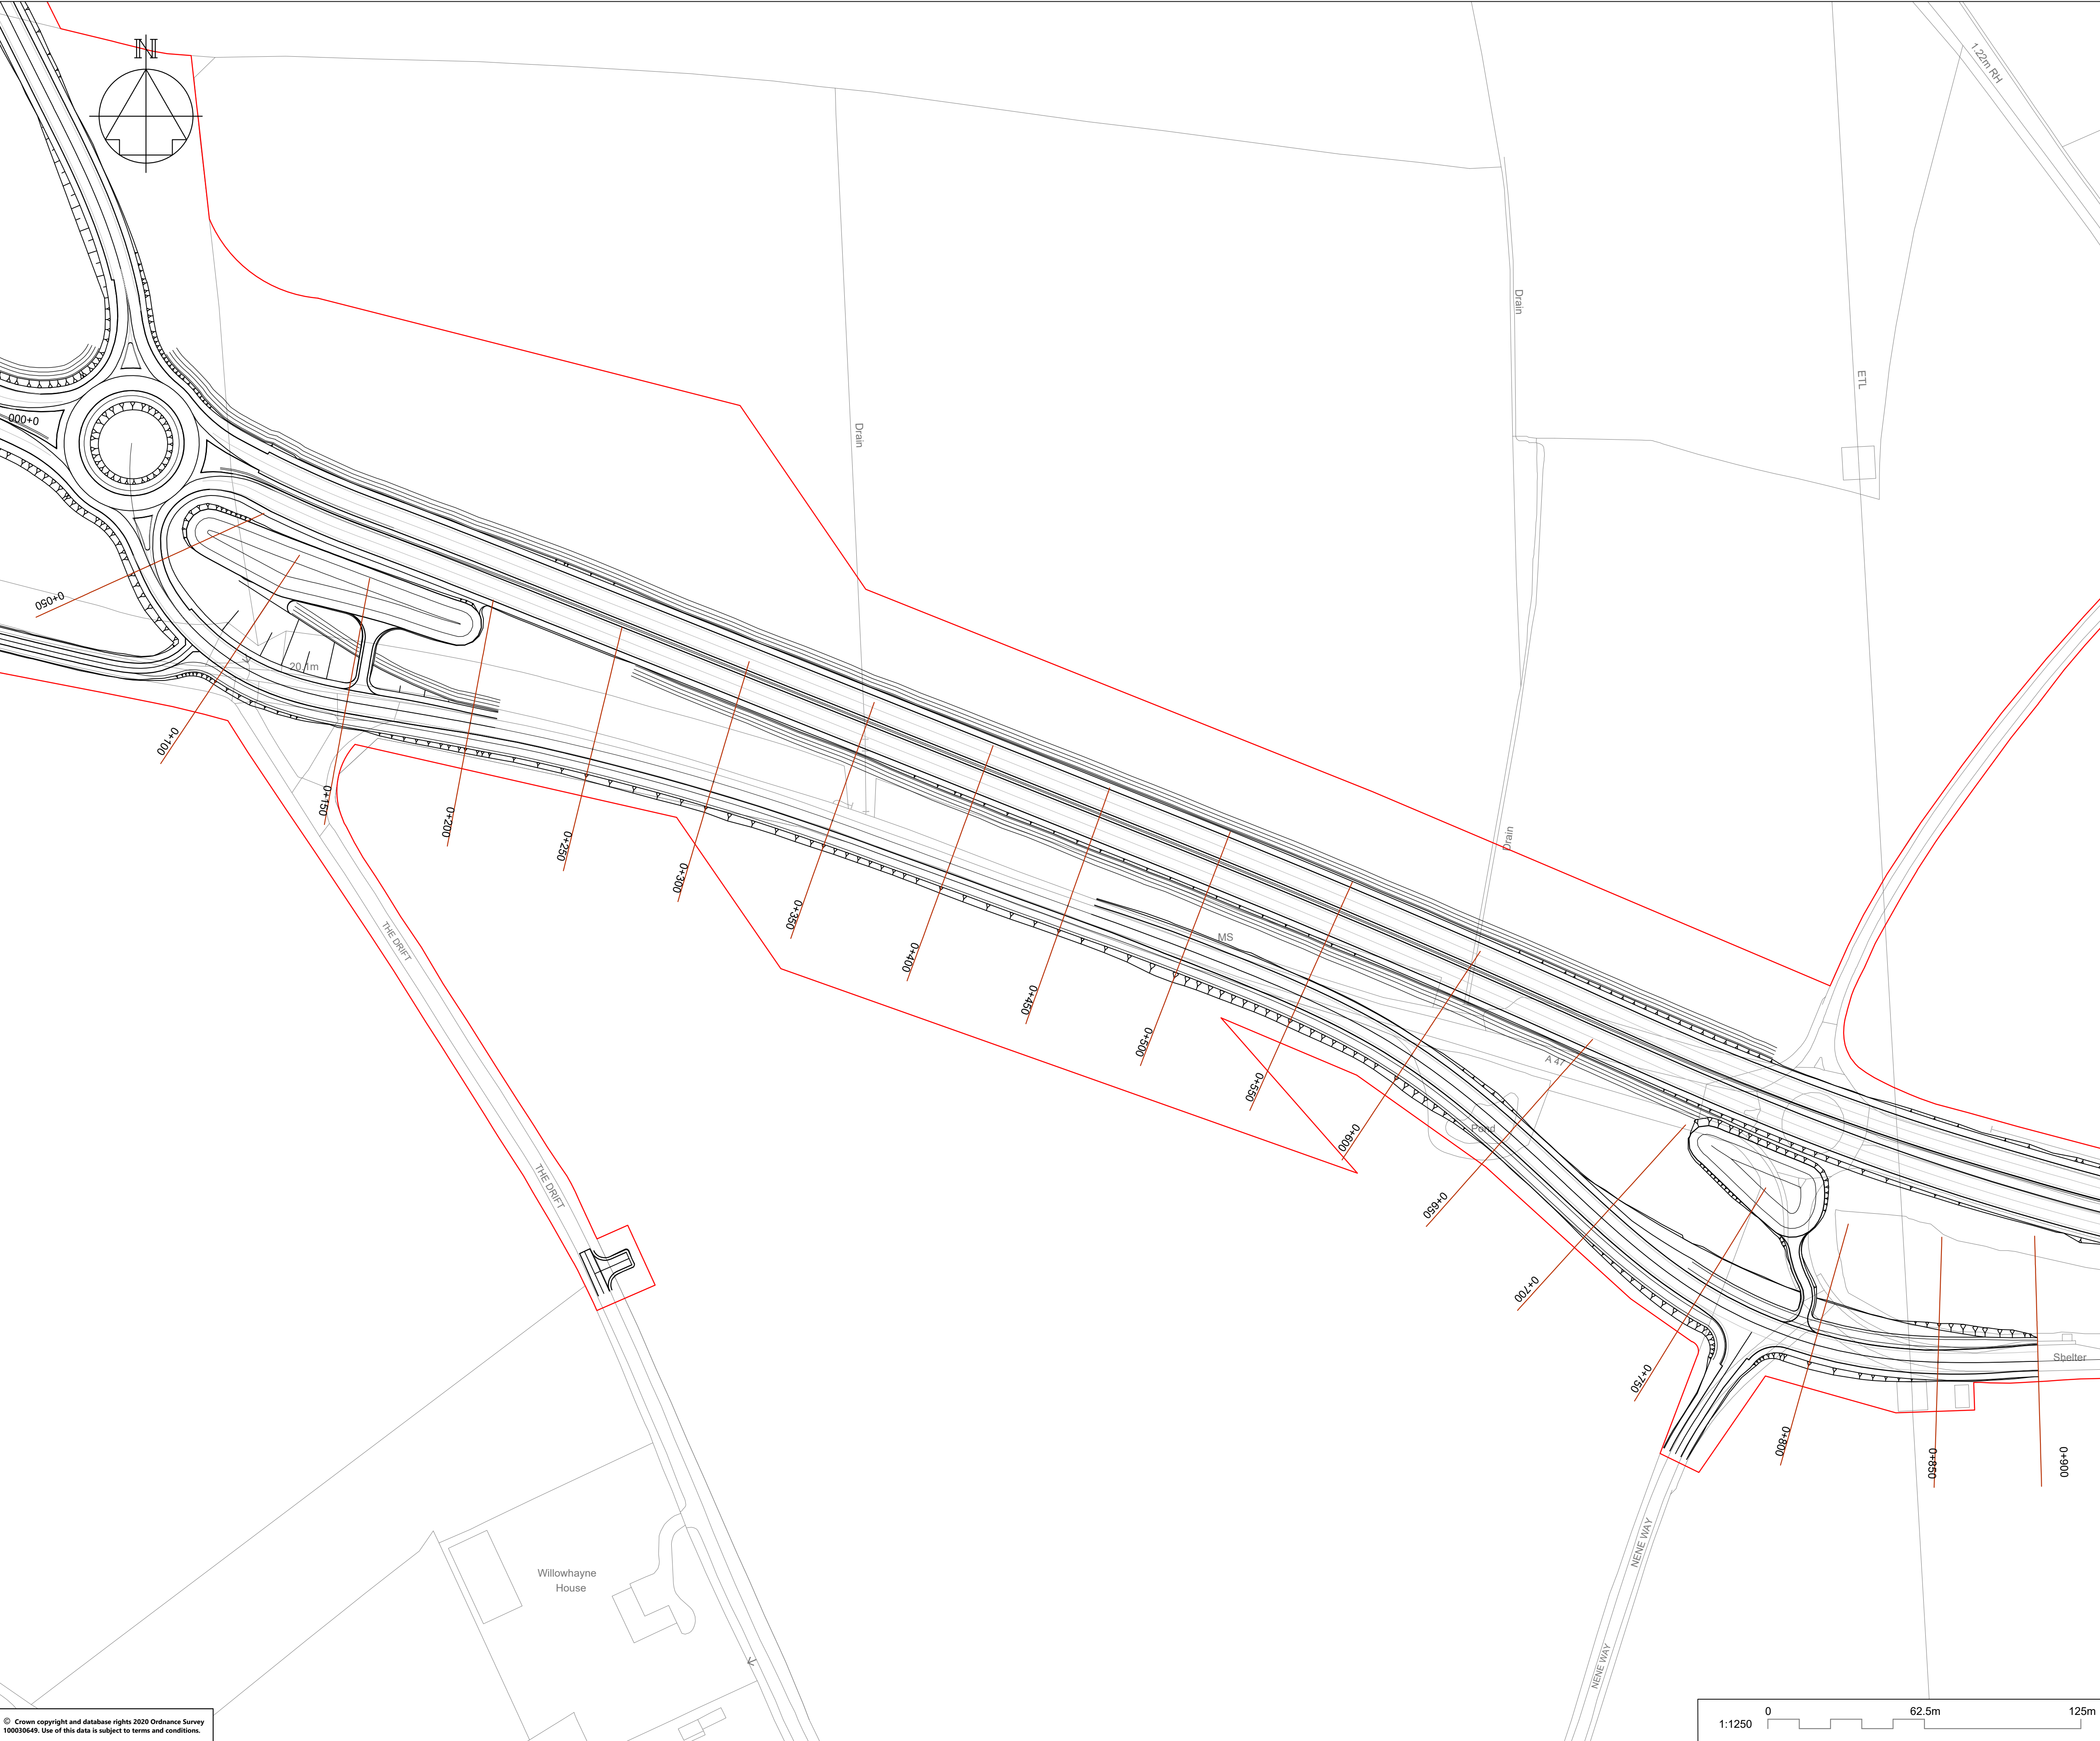 N
1.22m RH
Drain
ETL
Drain
0+000
0+050
20.1m
0+100
0+150
0+200
0+250
0+300
Drain
0+350
0+400
MS
0+450
0+500
A 47
0+550
Pond
0+600
0+650
0+700
THE DRIFT
THE DRIFT
0+750
Shelter
0+800
0+850
0+900
NENE WAY
Willowhayne
House
NENE WAY
© Crown copyright and database rights 2020 Ordnance Survey
100030649. Use of this data is subject to terms and conditions.
0 62.5m 125m
1:1250